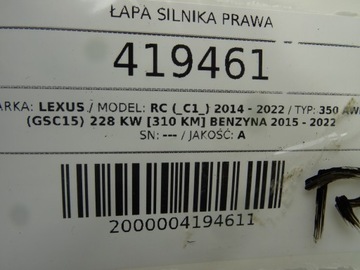 ŁAPA SILNIKA PRAWA
419461
ARKA: LEXUS / MODEL: RC (_C1_) 2014 - 2022 / TYP: 350 AW
(GSC15) 228 KW [310 KM] BENZYNA 2015 - 2022
SN: --- / JAKOŚĆ: A
2000004194611